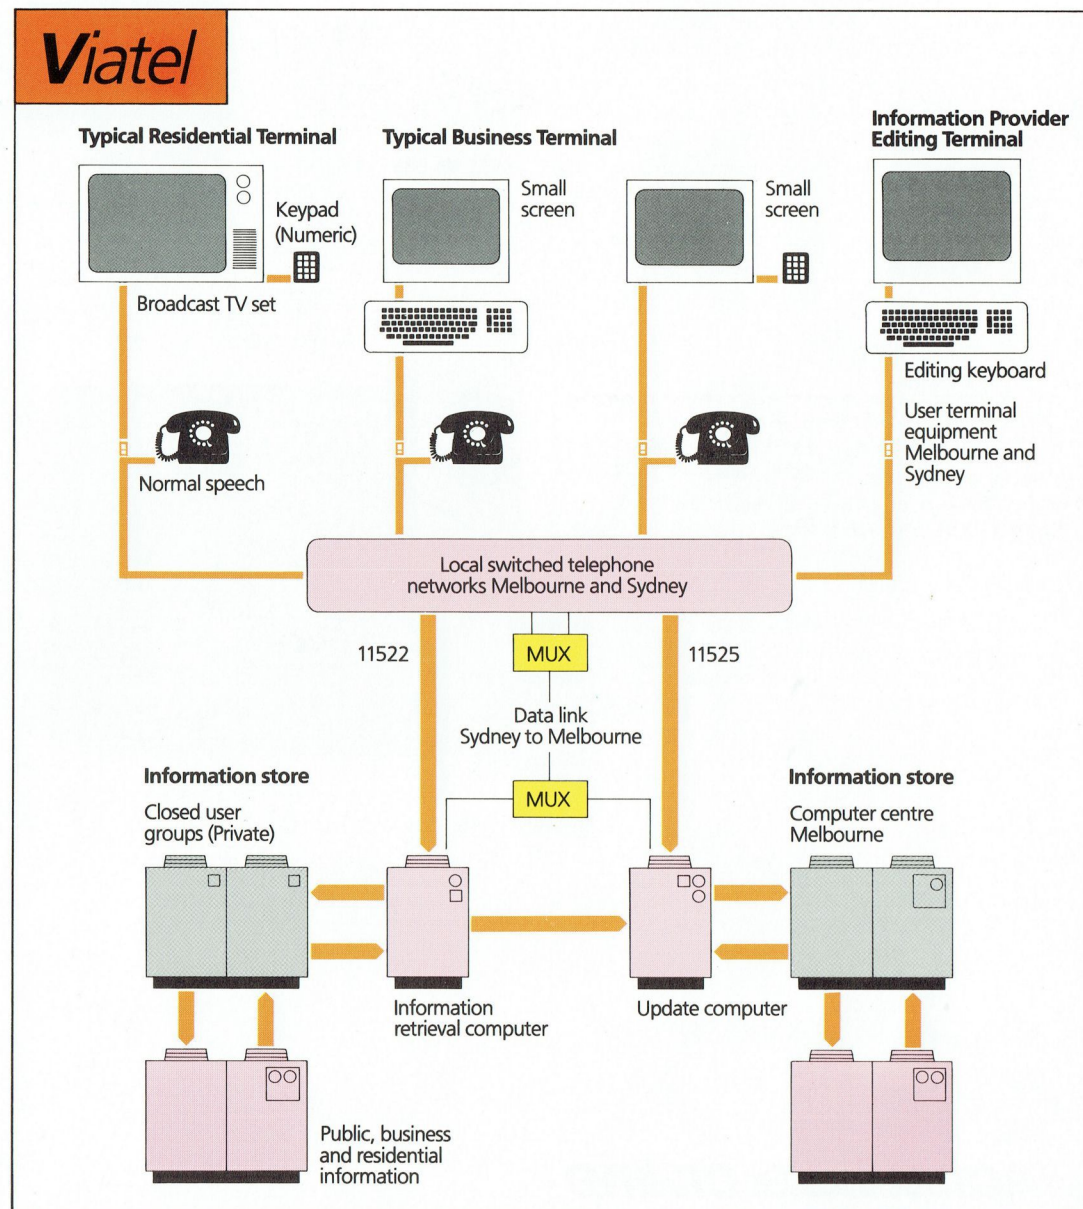 Viatel
Typical Residential Terminal
Keypad
(Numeric)
Broadcast TV set
Normal speech
Typical Business Terminal
Small
screen
Small
screen
Information Provider
Editing Terminal
Editing keyboard
User terminal
equipment
Melbourne and
Sydney
Local switched telephone
networks Melbourne and Sydney
11522
MUX
11525
Data link
Sydney to Melbourne
MUX
Information store
Closed user
groups (Private)
Information store
Computer centre
Melbourne
Information
retrieval computer
Update computer
Public, business
and residential
information